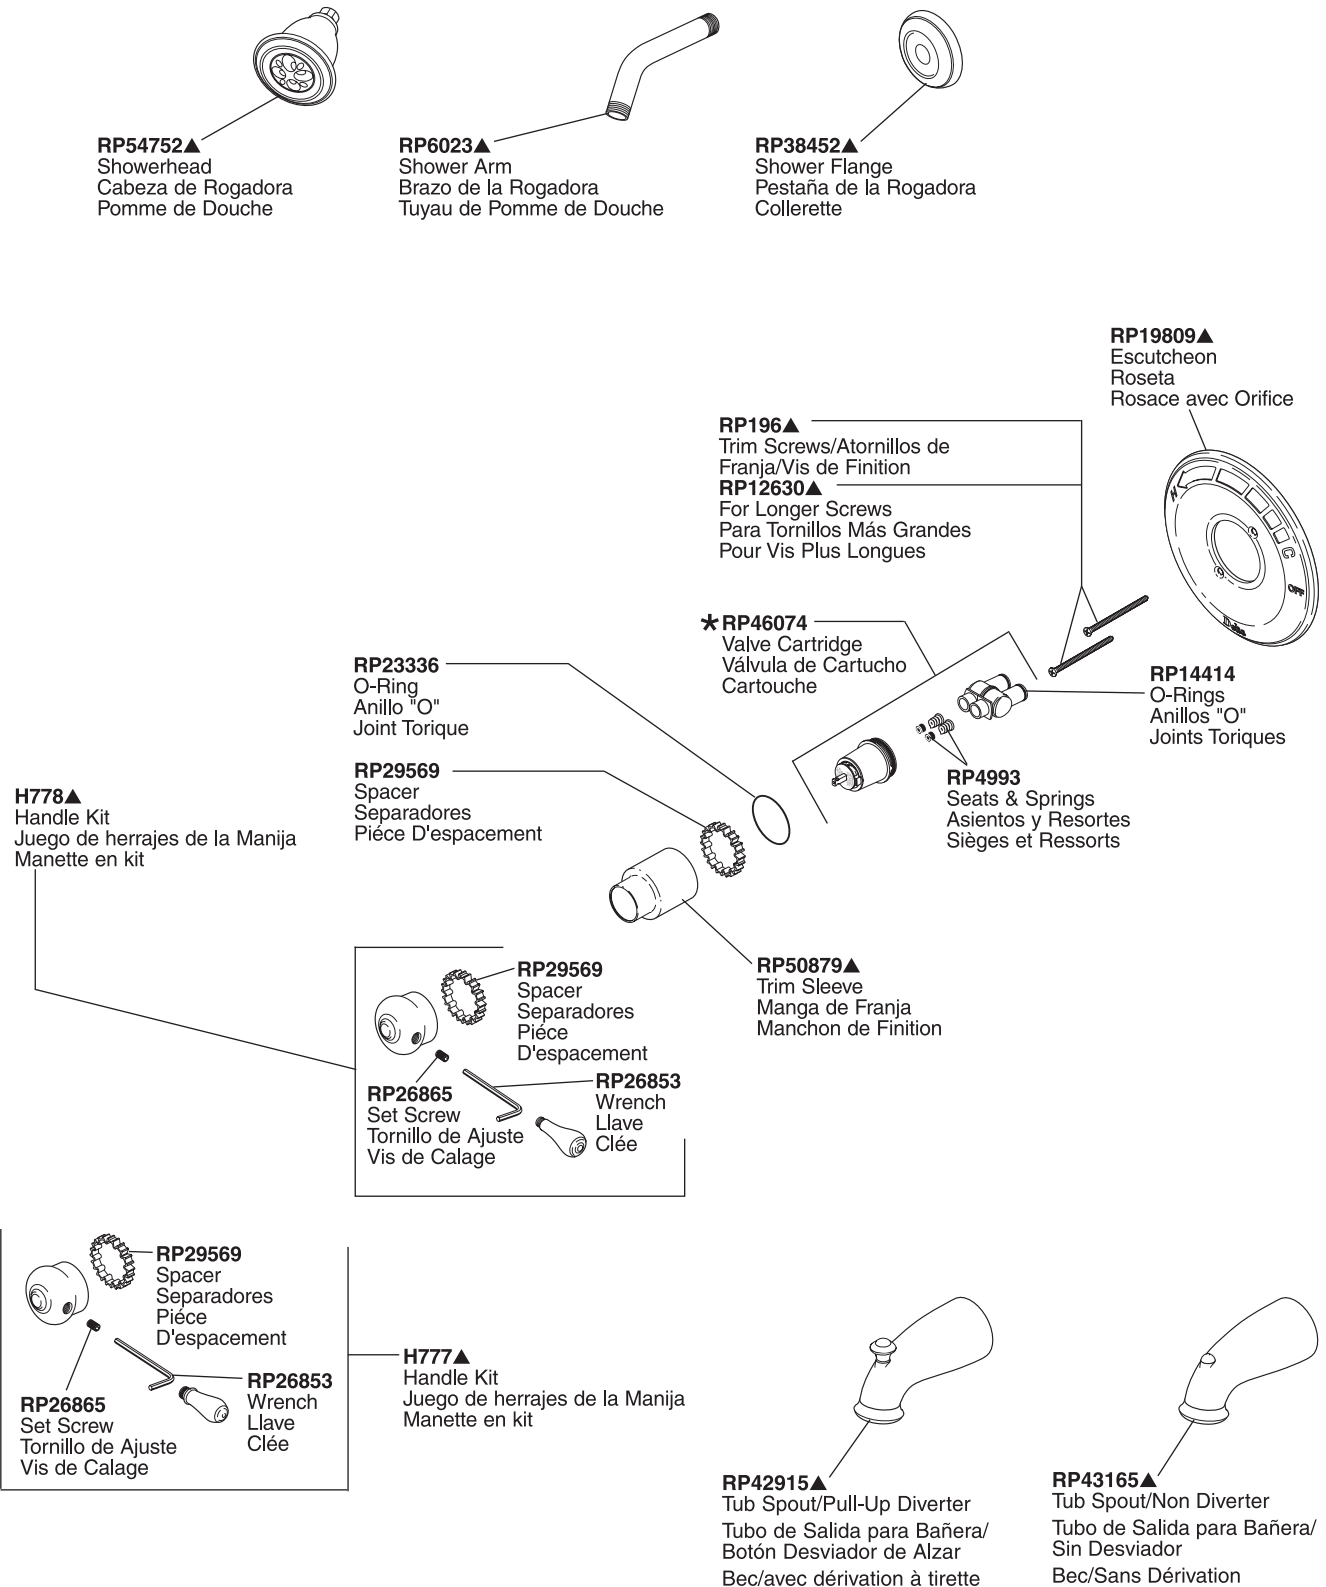 RP54752▲
Showerhead
Cabeza de Rogadora
Pomme de Douche
RP6023▲
Shower Arm
Brazo de la Rogadora
Tuyau de Pomme de Douche
RP38452▲
Shower Flange
Pestaña de la Rogadora
Collerette
RP19809▲
Escutcheon
Roseta
Rosace avec Orifice
H
C
OFF
Delta
RP196▲
Trim Screws/Atornillos de
Franja/Vis de Finition
RP12630▲
For Longer Screws
Para Tornillos Más Grandes
Pour Vis Plus Longues
*RP46074
Valve Cartridge
Válvula de Cartucho
Cartouche
RP14414
O-Rings
Anillos "O"
Joints Toriques
RP4993
Seats & Springs
Asientos y Resortes
Sièges et Ressorts
RP23336
O-Ring
Anillo "O"
Joint Torique
RP29569
Spacer
Separadores
Piéce D'espacement
H778▲
Handle Kit
Juego de herrajes de la Manija
Manette en kit
RP50879▲
Trim Sleeve
Manga de Franja
Manchon de Finition
RP29569
Spacer
Separadores
Piéce
D'espacement
RP26865
Set Screw
Tornillo de Ajuste
Vis de Calage
RP26853
Wrench
Llave
Clée
RP29569
Spacer
Separadores
Piéce
D'espacement
RP26865
Set Screw
Tornillo de Ajuste
Vis de Calage
RP26853
Wrench
Llave
Clée
H777▲
Handle Kit
Juego de herrajes de la Manija
Manette en kit
RP42915▲
Tub Spout/Pull-Up Diverter
Tubo de Salida para Bañera/
Botón Desviador de Alzar
Bec/avec dérivation à tirette
RP43165▲
Tub Spout/Non Diverter
Tubo de Salida para Bañera/
Sin Desviador
Bec/Sans Dérivation